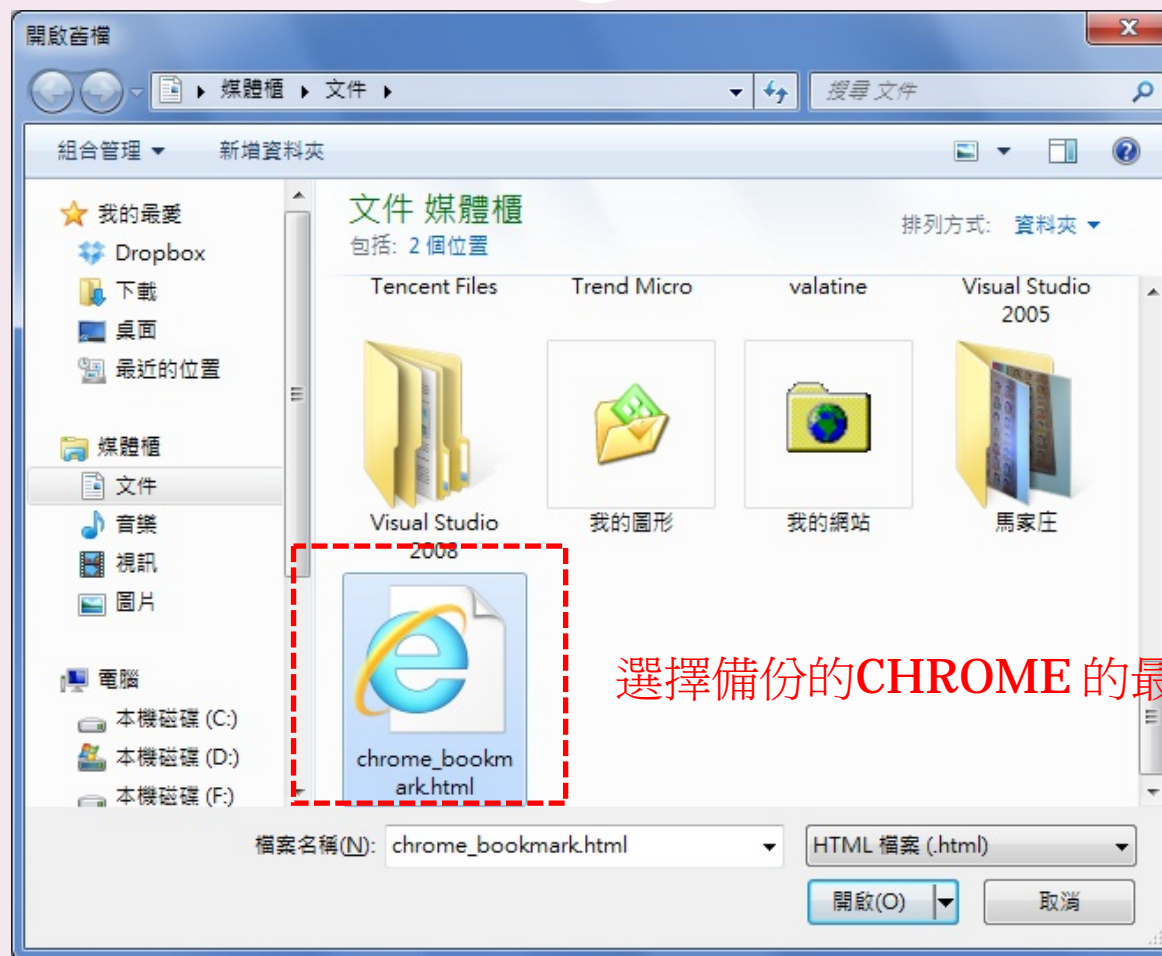 開啟舊檔
媒體櫃 文件
搜尋 文件
組合管理
新增資料夾
我的最愛
Dropbox
下載
桌面
最近的位置
媒體櫃
文件
音樂
視訊
圖片
電腦
本機磁碟 (C:)
本機磁碟 (D:)
本機磁碟 (F:)
文件 媒體櫃
包括: 2 個位置
排列方式: 資料夾
Tencent Files
Trend Micro
valatine
Visual Studio
2005
Visual Studio
2008
我的圖形
我的網站
馬家庄
chrome_bookm
ark.html
選擇備份的CHROME 的最
檔案名稱(N): chrome_bookmark.html
HTML 檔案 (.html)
開啟(O)
取消